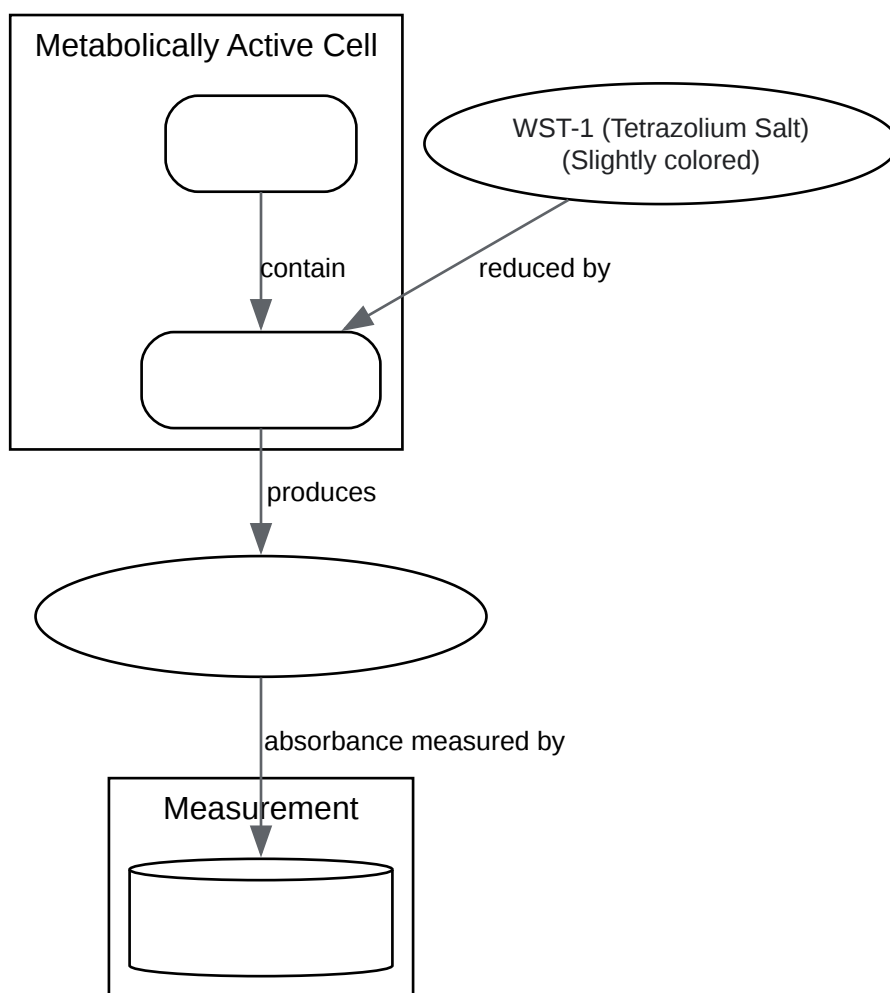 Metabolically Active Cell
WST-1 (Tetrazolium Salt)
(Slightly colored)
contain
reduced by
produces
absorbance measured by
Measurement